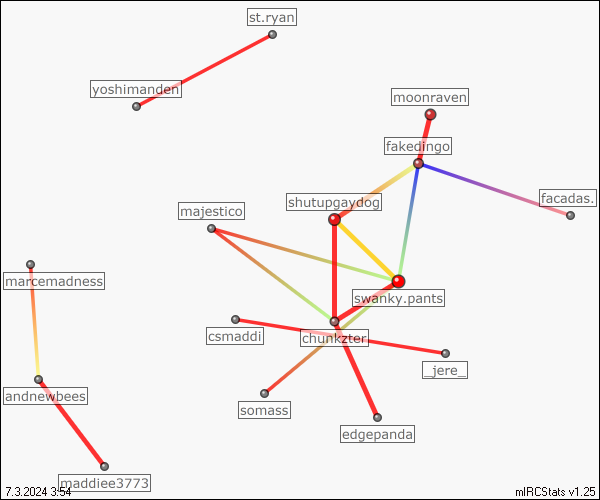 st.ryan
yoshimanden
moonraven
fakedingo
facadas.
shutupgaydog
majestico
marcemadness
swanky.pants
csmaddi
chunkzter
_jere_
andnewbees
somass
edgepanda
maddiee3773
7.3.2024 3:54
mIRCStats v1.25